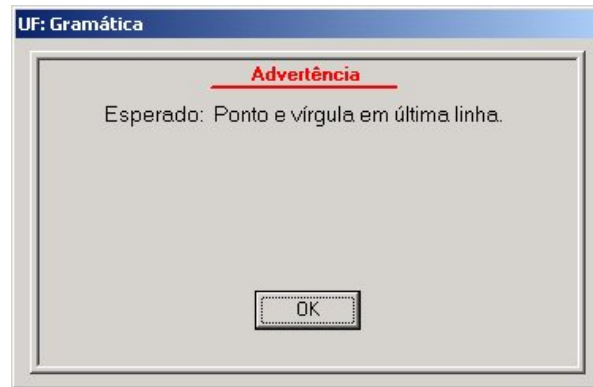 UF: Gramática
Advertência
Esperado: Ponto e vírgula em última linha.
OK